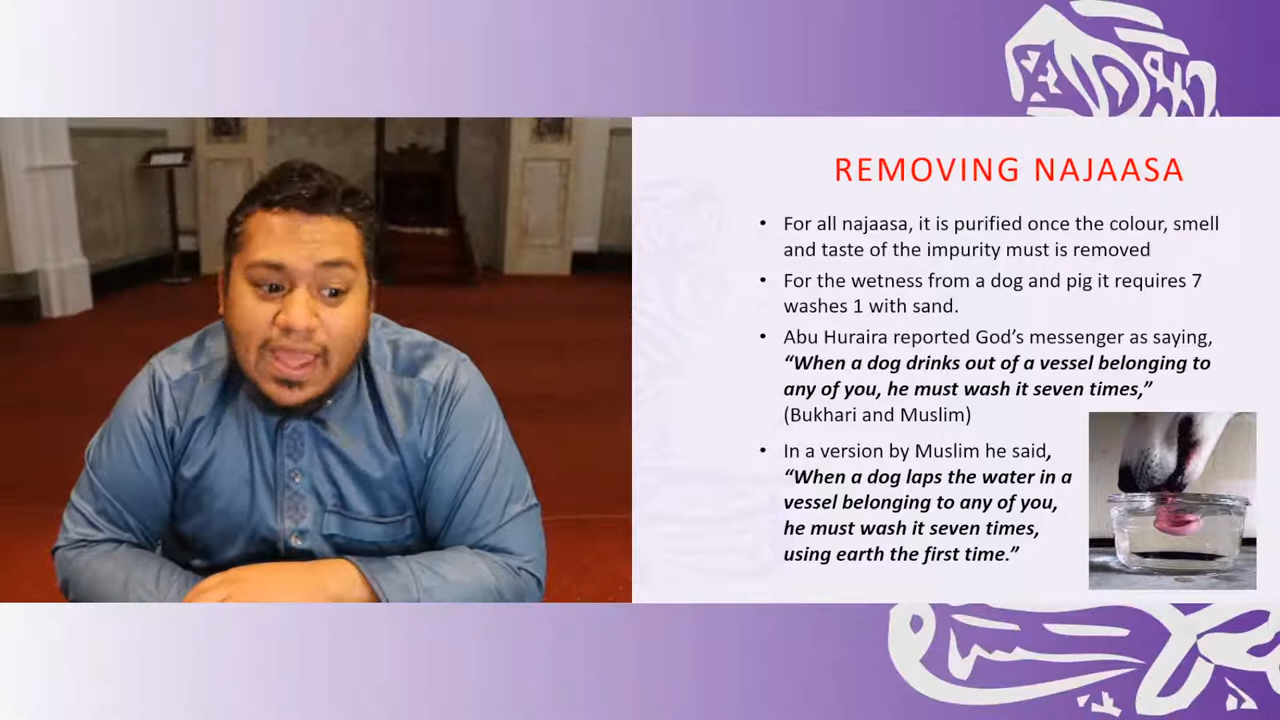 REMOVING NAJAASA
• For all najaasa, it is purified once the colour, smell
and taste of the impurity must is removed
• For the wetness from a dog and pig it requires 7
washes 1 with sand.
• Abu Huraira reported God’s messenger as saying,
“When a dog drinks out of a vessel belonging to
any of you, he must wash it seven times,”
(Bukhari and Muslim)
• In a version by Muslim he said,
“When a dog laps the water in a
vessel belonging to any of you,
he must wash it seven times,
using earth the first time.”